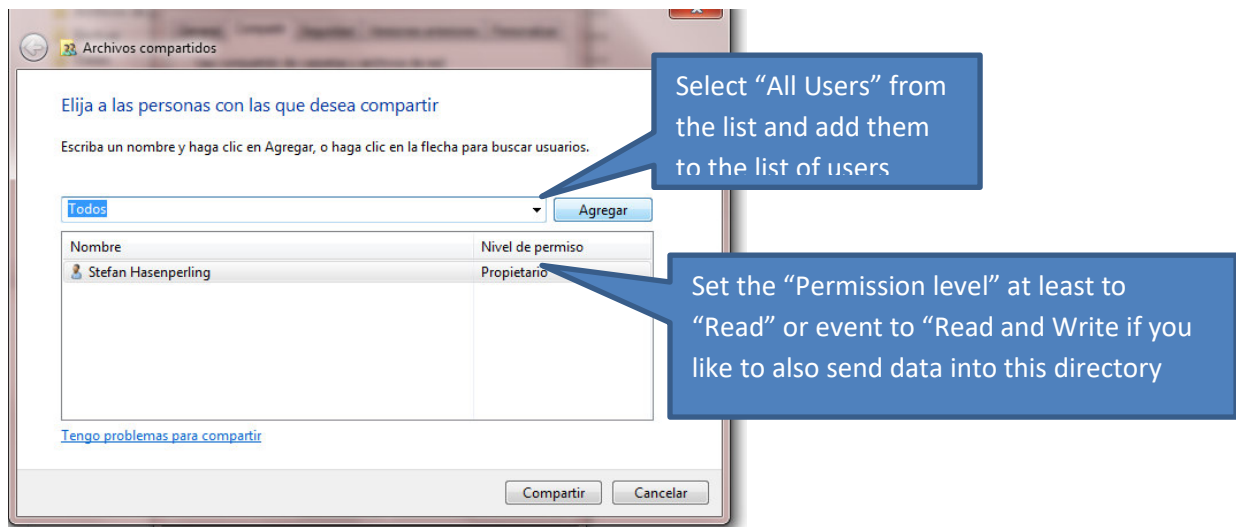 Archivos compartidos
Elija a las personas con las que desea compartir
Escriba un nombre y haga clic en Agregar, o haga clic en la flecha para buscar usuarios.
Todos
Agregar
Nombre Nivel de permiso
Stefan Hasenperling Propietario
Tengo problemas para compartir
Compartir Cancelar
Select “All Users” from
the list and add them
to the list of users
Set the “Permission level” at least to
“Read” or event to “Read and Write if you
like to also send data into this directory